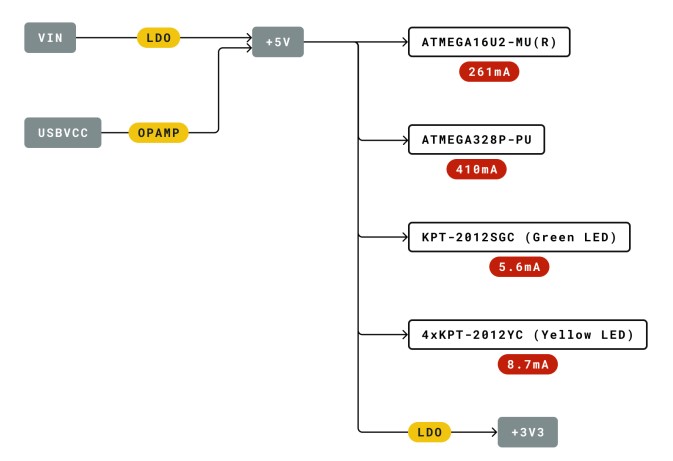 VIN
LDO
+5V
USBVCC
OPAMP
ATMEGA16U2-MU(R)
261mA
ATMEGA328P-PU
410mA
KPT-2012SGC (Green LED)
5.6mA
4xKPT-2012YC (Yellow LED)
8.7mA
LDO
+3V3